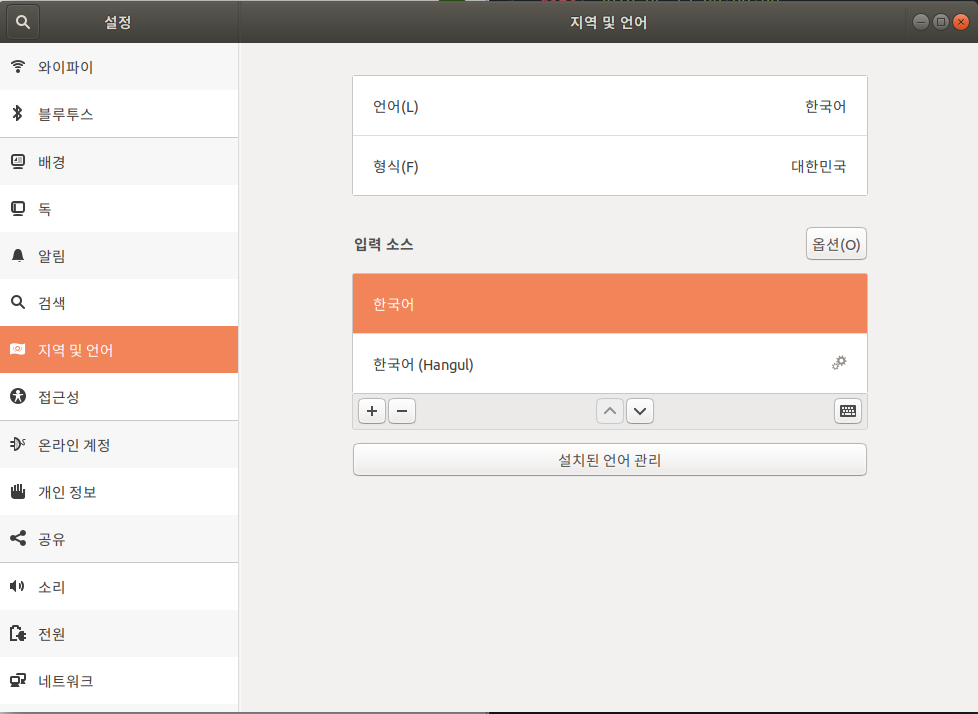 설정
지역 및 언어
와이파이
블루투스
배경
독
알림
검색
지역 및 언어
접근성
온라인 계정
개인 정보
공유
소리
전원
네트워크
언어(L) 한국어
형식(F) 대한민국
입력 소스 옵션(O)
한국어
한국어 (Hangul)
설치된 언어 관리